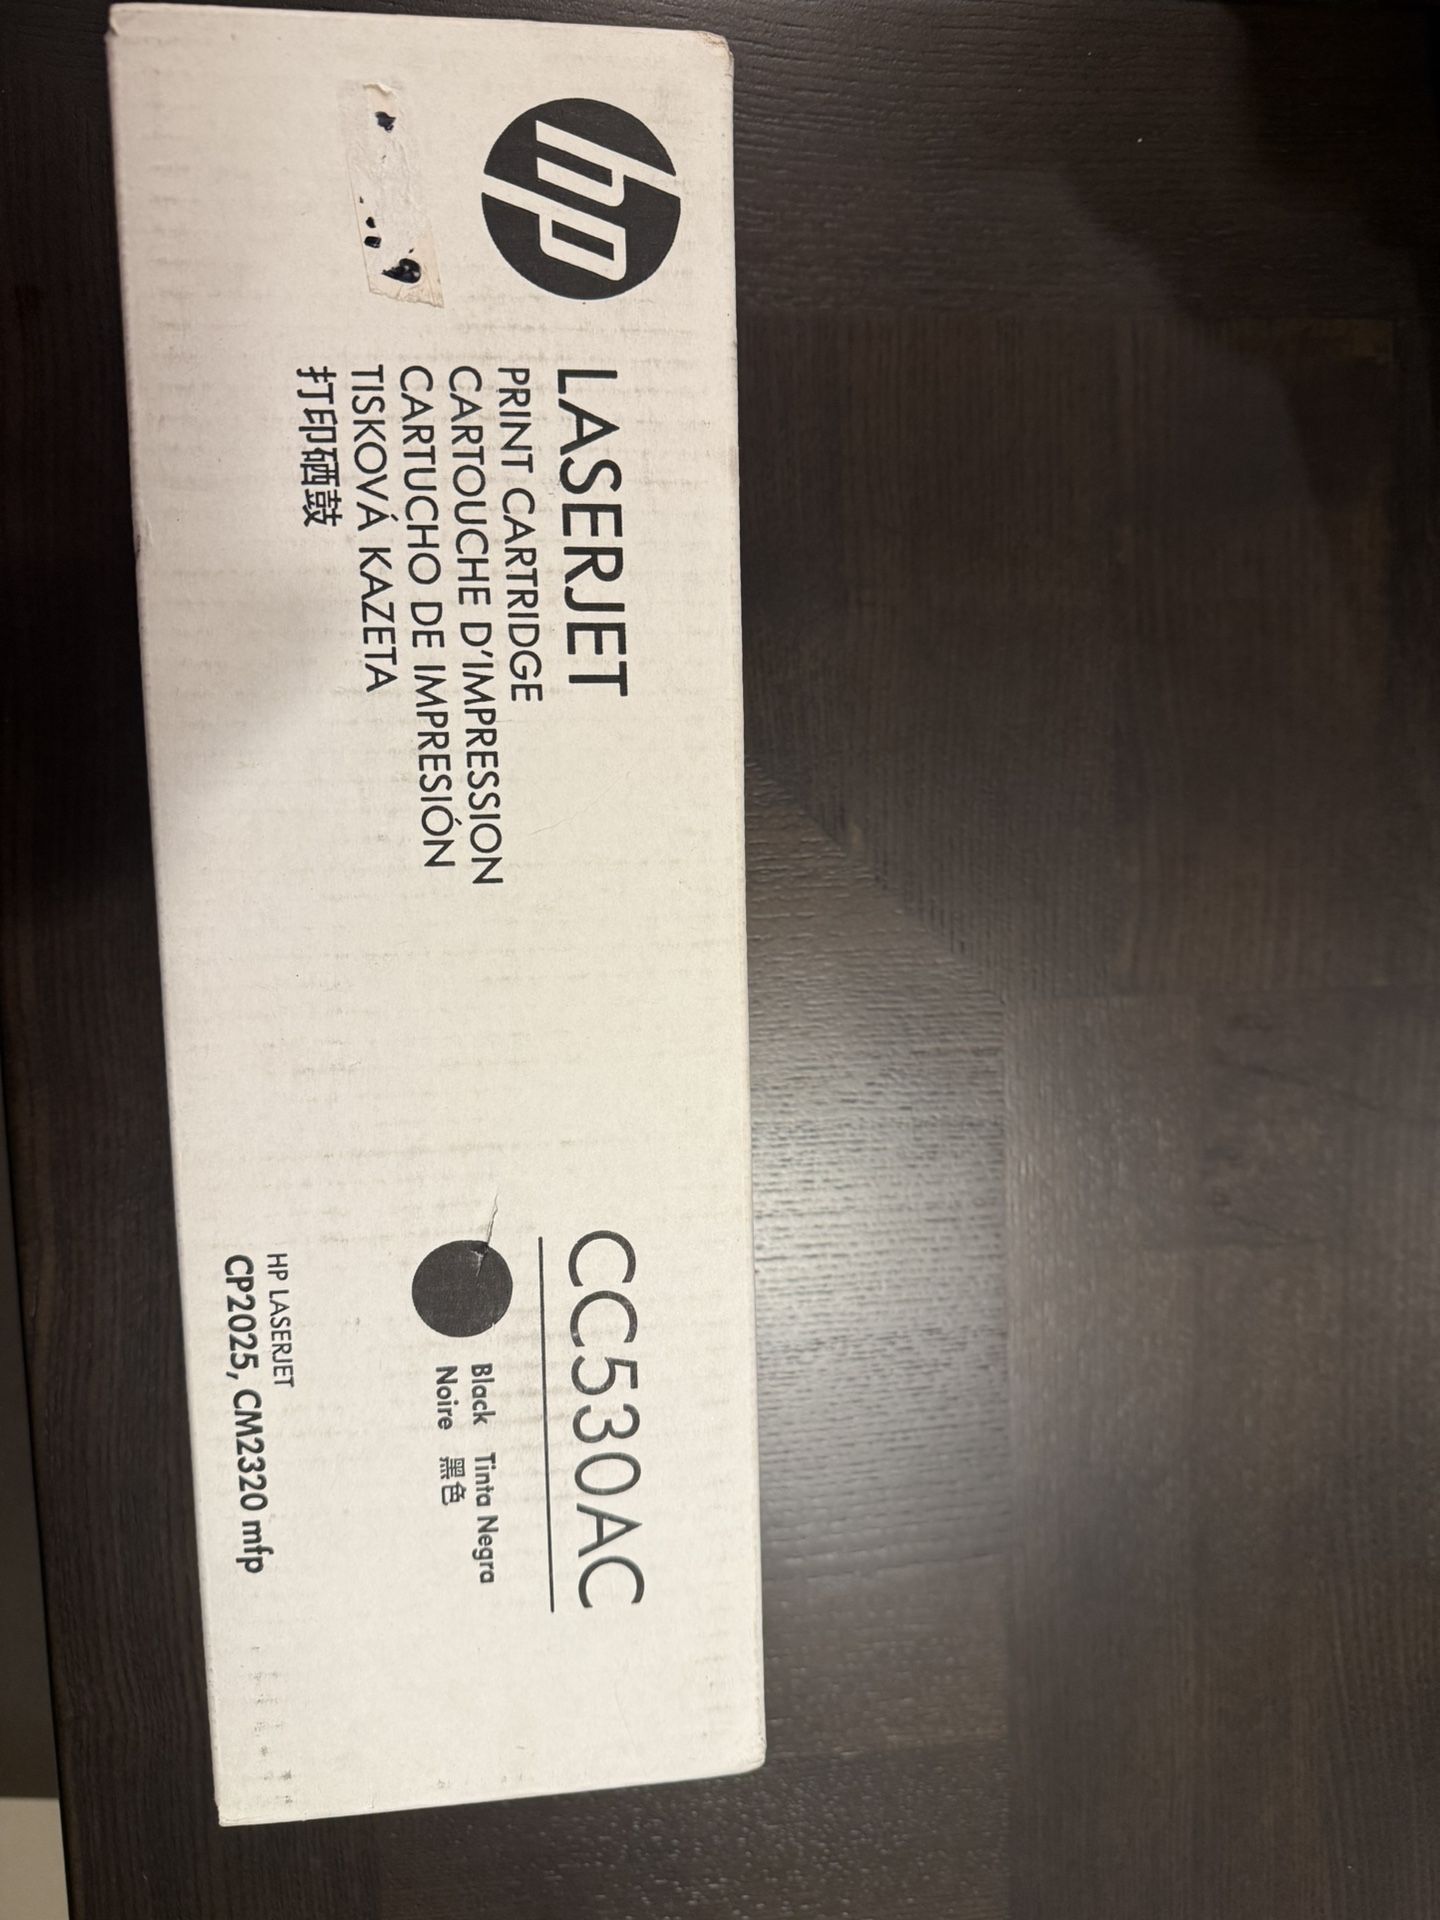 hp
LASERJET
PRINT CARTRIDGE
CARTOUCHE D'IMPRESSION
CARTUCHO DE IMPRESIÓN
TISKOVÁ KAZETA
打印硒鼓
CC530AC
Black Tinta Negra
Noire 黑色
HP LASERJET
CP2025, CM2320 mfp